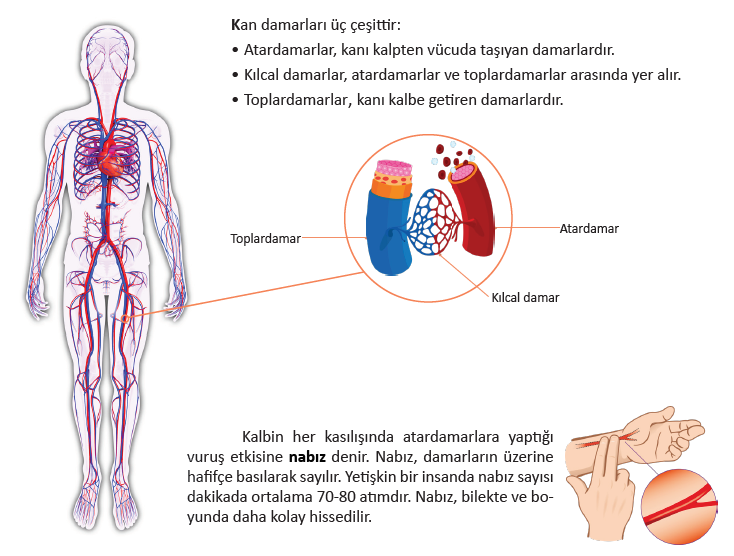 Kan damarları üç çeşittir:
• Atardamarlar, kanı kalpten vücuda taşıyan damarlardır.
• Kılcal damarlar, atardamarlar ve toplardamarlar arasında yer alır.
• Toplardamarlar, kanı kalbe getiren damarlardır.
Toplardamar
Atardamar
Kılcal damar
Kalbin her kasılışında atardamarlara yaptığı
vuruş etkisine nabız denir. Nabız, damarların üzerine
hafifçe basılarak sayılır. Yetişkin bir insanda nabız sayısı
dakikada ortalama 70-80 atımdır. Nabız, bilekte ve bo-
yunda daha kolay hissedilir.